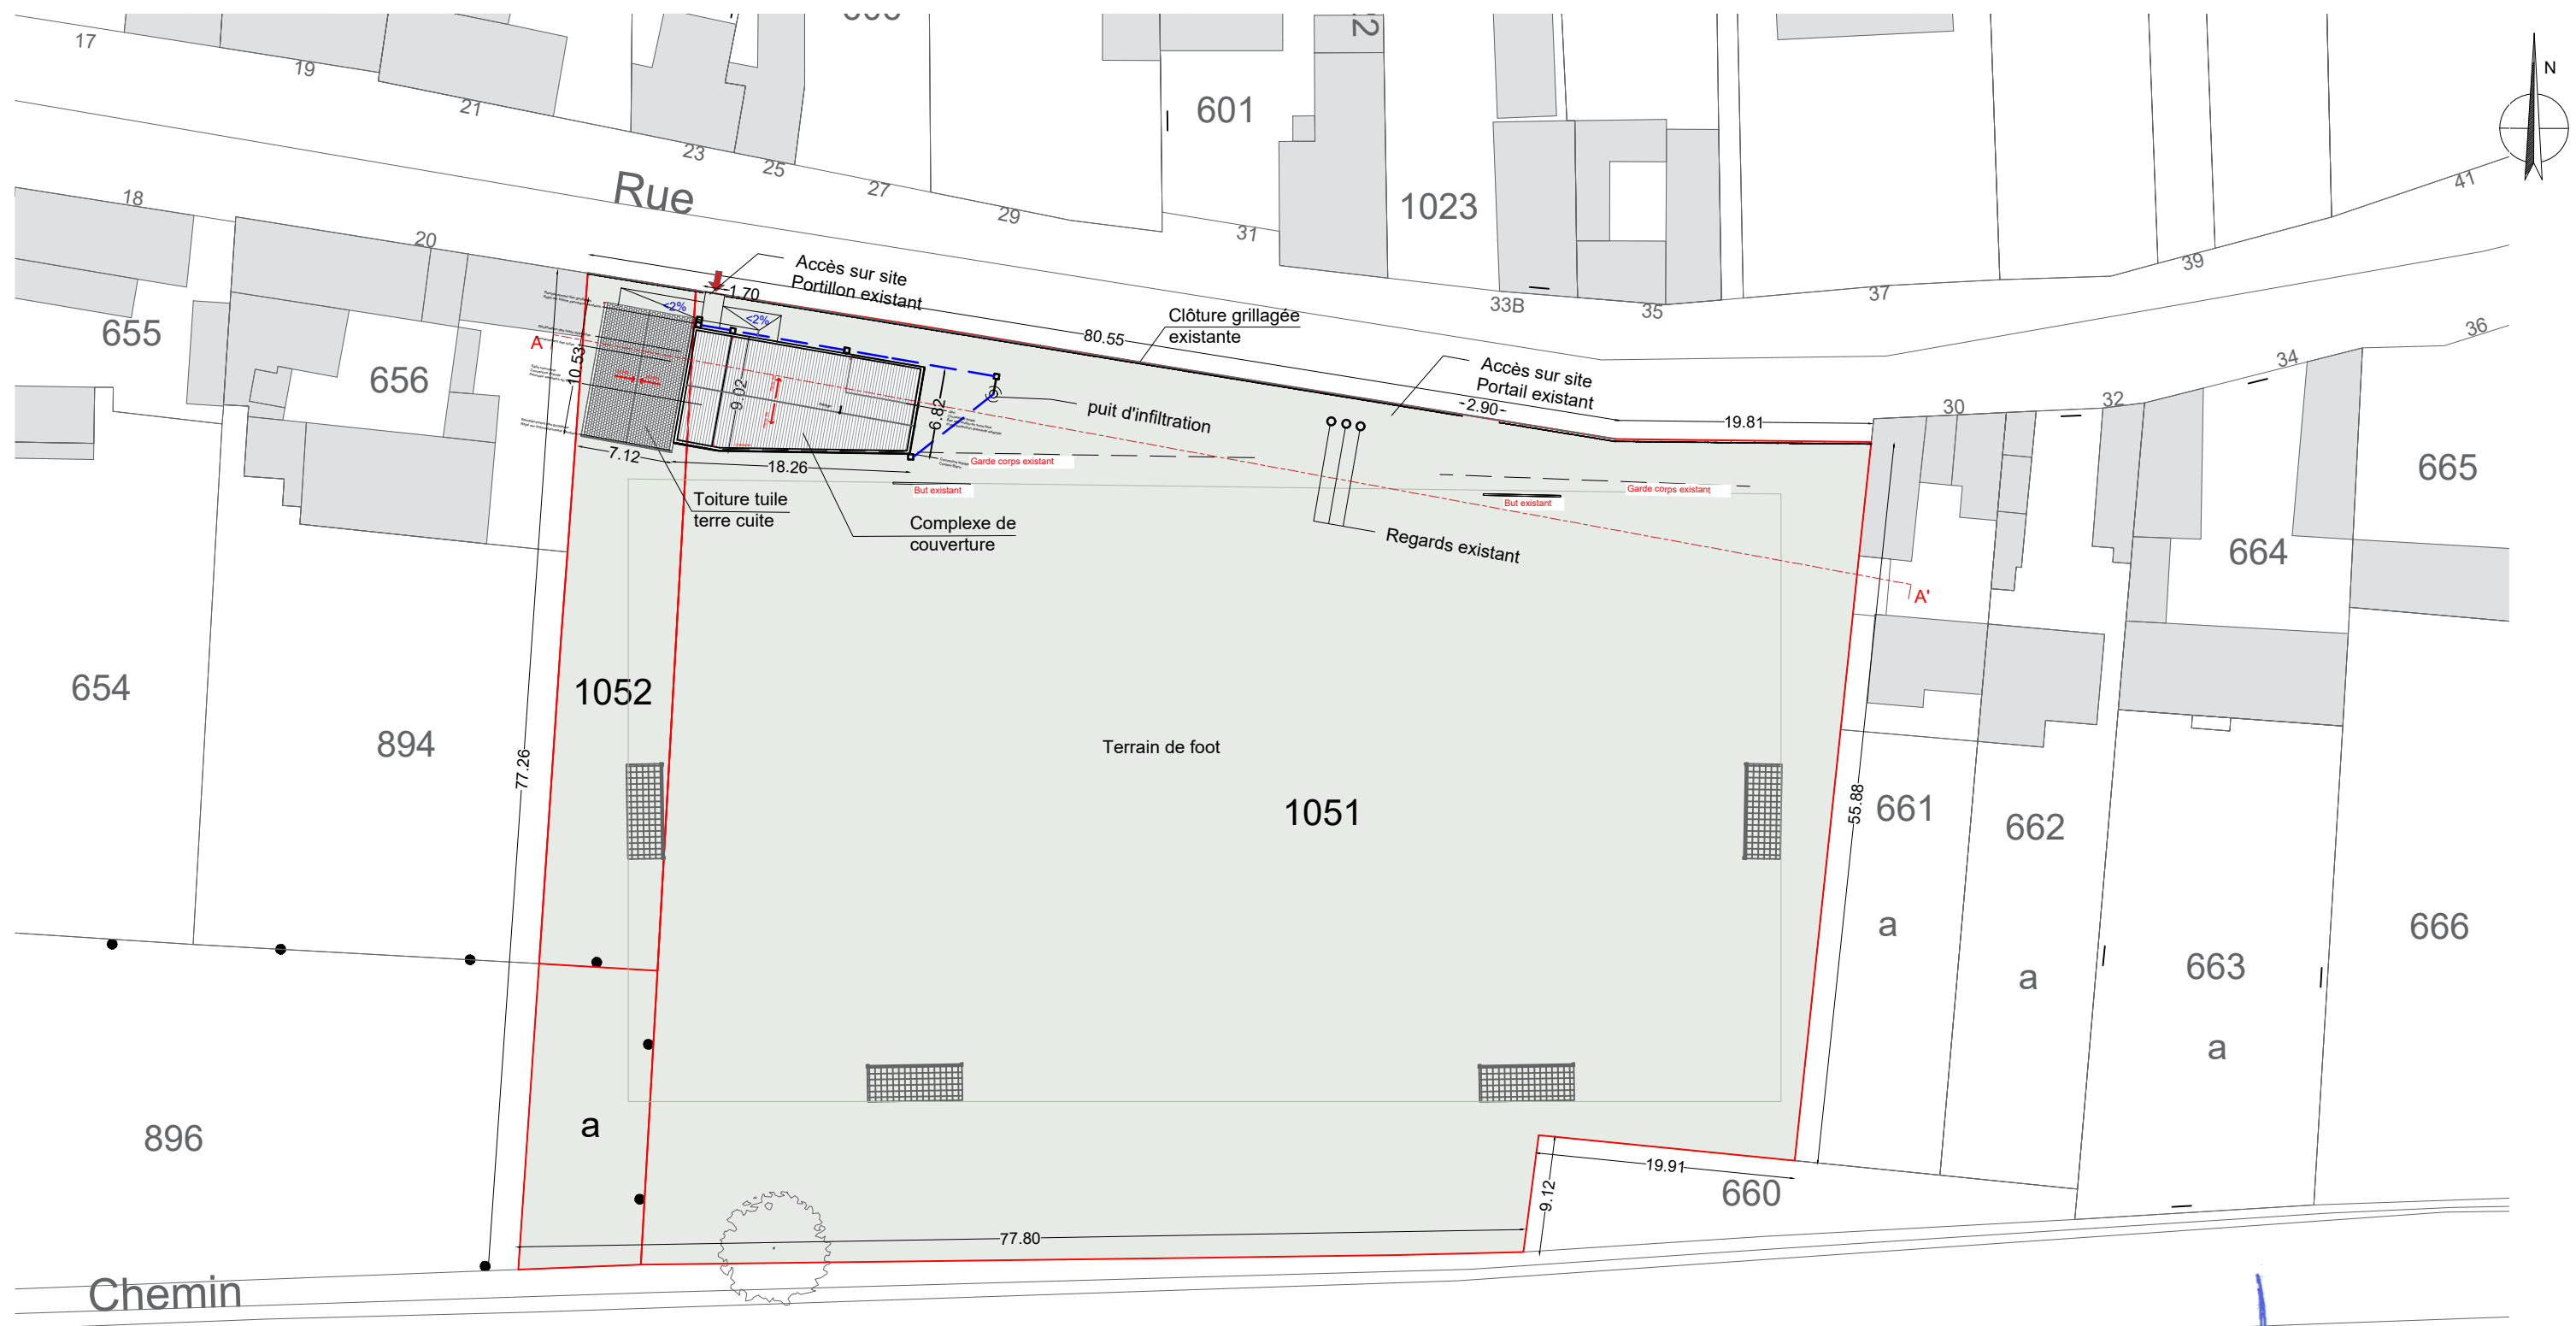 17
19
21
23
25
27
29
31
601
1023
33B
35
37
39
41
N
Rue
18
20
655
656
654
894
896
Accès sur site
Portillon existant
1.70
<2%
<2%
80.55
Clôture grillagée
existante
Accès sur site
Portail existant
2.90
19.81
30
32
34
36
A
10.53
9.02
6.82
7.12
18.26
puit d'infiltration
Garde corps existant
But existant
Garde corps existant
But existant
Toiture tuile
terre cuite
Complexe de
couverture
Regards existant
A'
665
664
1052
77.26
Terrain de foot
1051
55.88
661
662
a
a
663
a
666
a
19.91
9.12
660
77.80
Chemin